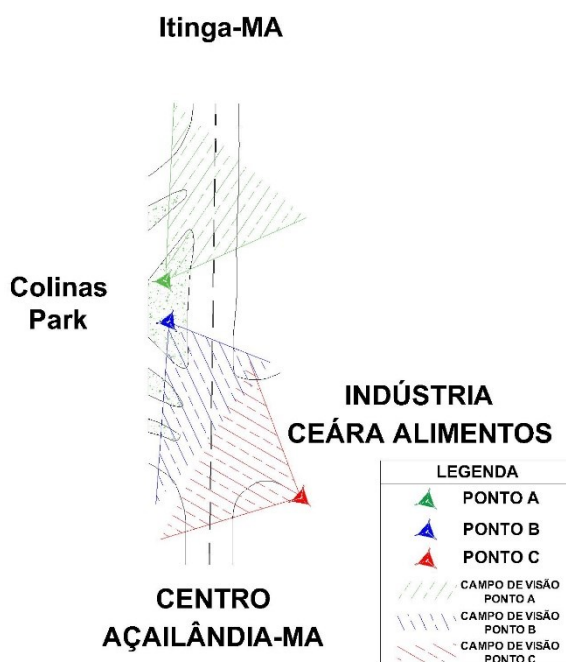 Itinga-MA
Colinas
Park
INDÚSTRIA
CEÁRA ALIMENTOS
LEGENDA
PONTO A
PONTO B
PONTO C
CAMPO DE VISÃO
PONTO A
CAMPO DE VISÃO
PONTO B
CAMPO DE VISÃO
PONTO C
CENTRO
AÇAILÂNDIA-MA